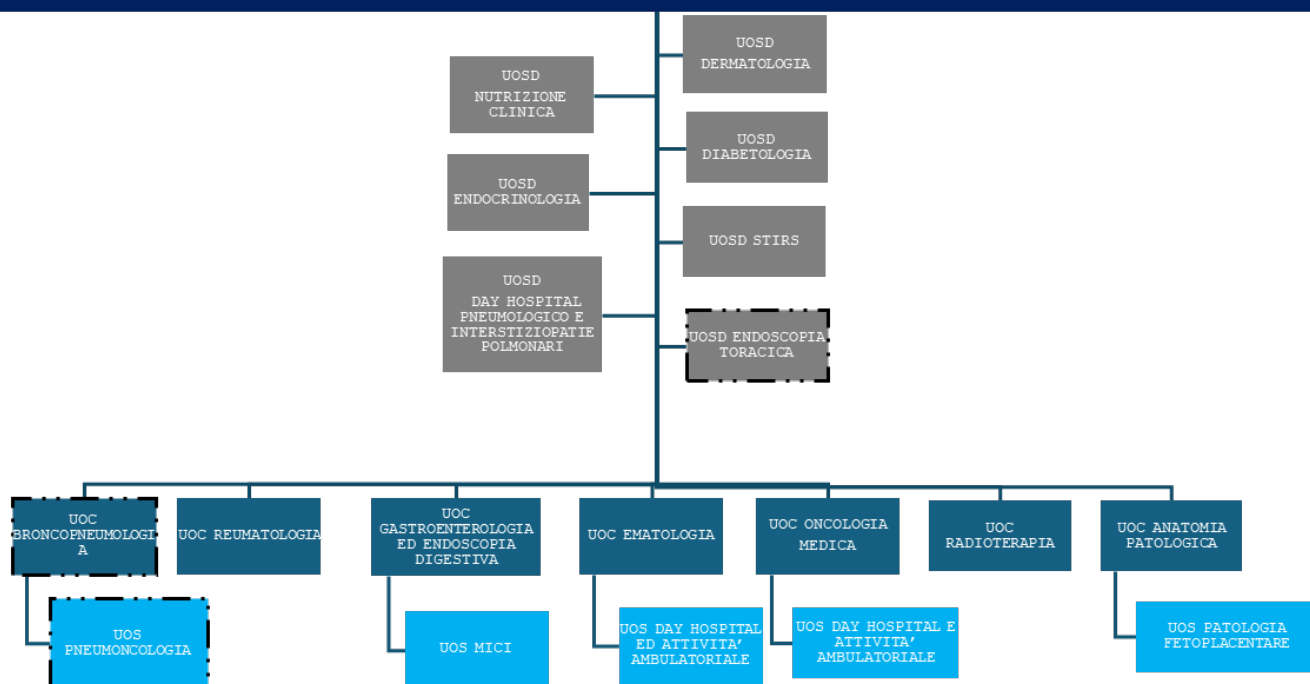 UOSD
DERMATOLOGIA
UOSD
NUTRIZIONE
CLINICA
UOSD
DIABETOLOGIA
UOSD
ENDOCRINOLOGIA
UOSD STIRS
UOSD
DAY HOSPITAL
PNEUMOLOGICO E
INTERSTIZIOPATIE
POLMONARI
UOSD ENDOSCOPIA
TORACICA
UOC
BRONCOPNEUMOLOGI
A
UOC REUMATOLOGIA
UOC
GASTROENTEROLOGIA
ED ENDOSCOPIA
DIGESTIVA
UOC EMATOLOGIA
UOC ONCOLOGIA
MEDICA
UOC
RADIOTERAPIA
UOC ANATOMIA
PATOLOGICA
UOS
PNEUMONCOLOGIA
UOS MICI
UOS DAY HOSPITAL
ED ATTIVITA’
AMBULATORIALE
UOS DAY HOSPITAL E
ATTIVITA’
AMBULATORIALE
UOS PATOLOGIA
FETOPLACENTARE